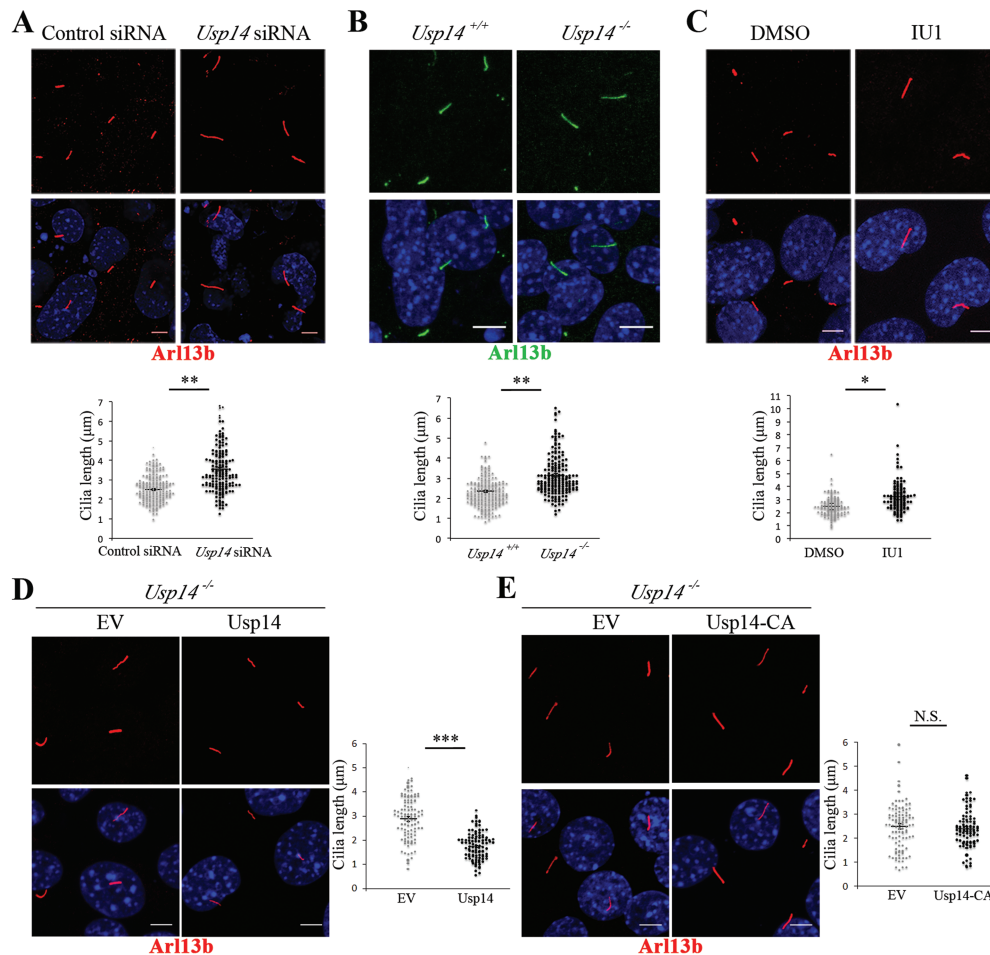 A
Control siRNA
Usp14 siRNA
B
Usp14 +/+
Usp14 -/-
C
DMSO
IU1
Arl13b
Arl13b
Arl13b
**
Cilia length (μm)
7
6
5
4
3
2
1
0
Control siRNA
Usp14 siRNA
**
Cilia length (μm)
7
6
5
4
3
2
1
0
Usp14 +/+
Usp14 -/-
*
Cilia length (μm)
11
10
9
8
7
6
5
4
3
2
1
0
DMSO
IU1
D
Usp14 -/-
EV
Usp14
Arl13b
***
Cilia length (μm)
6
5
4
3
2
1
0
EV
Usp14
E
Usp14 -/-
EV
Usp14-CA
Arl13b
N.S.
Cilia length (μm)
6
5
4
3
2
1
0
EV
Usp14-CA